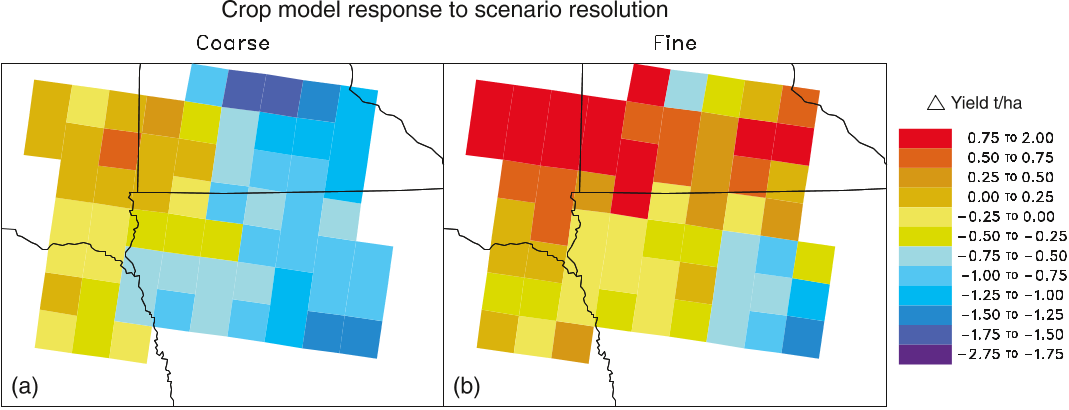 Crop model response to scenario resolution
Coarse
Fine
△ Yield t/ha
0.75 TO 2.00
0.50 TO 0.75
0.25 TO 0.50
0.00 TO 0.25
−0.25 TO 0.00
−0.50 TO −0.25
−0.75 TO −0.50
−1.00 TO −0.75
−1.25 TO −1.00
−1.50 TO −1.25
−1.75 TO −1.50
−2.75 TO −1.75
(a)
(b)